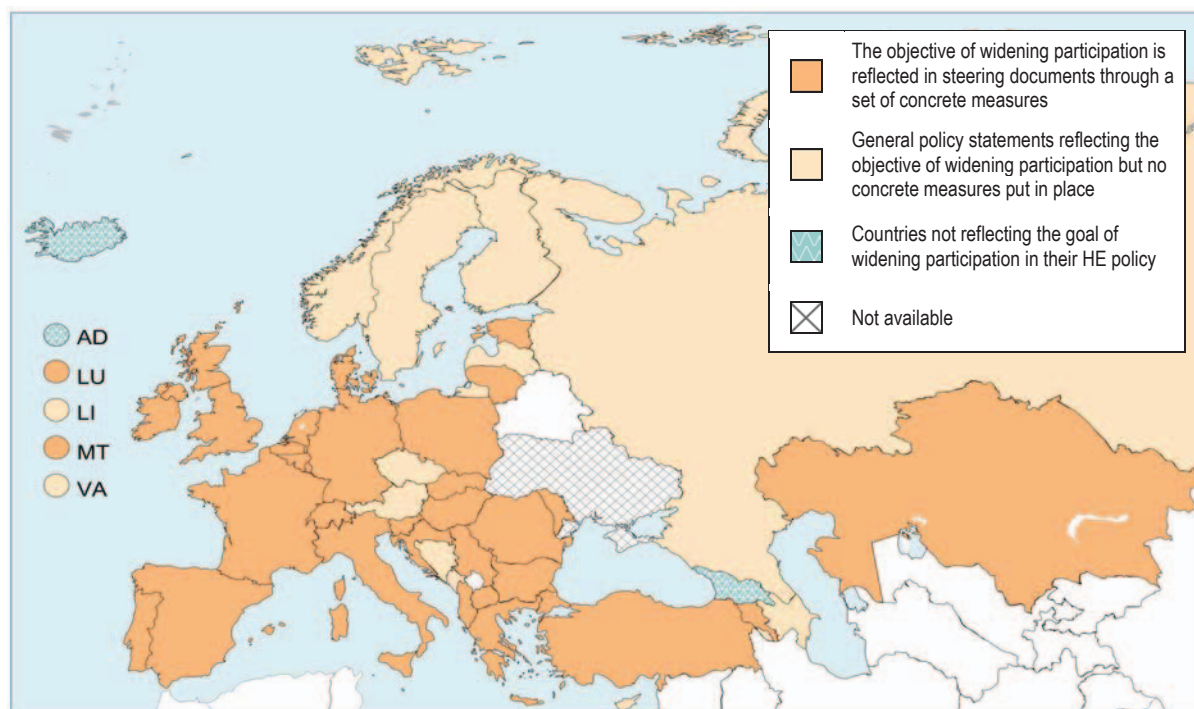 The objective of widening participation is
reflected in steering documents through a
set of concrete measures
General policy statements reflecting the
objective of widening participation but no
concrete measures put in place
Countries not reflecting the goal of
widening participation in their HE policy
Not available
AD
LU
LI
MT
VA